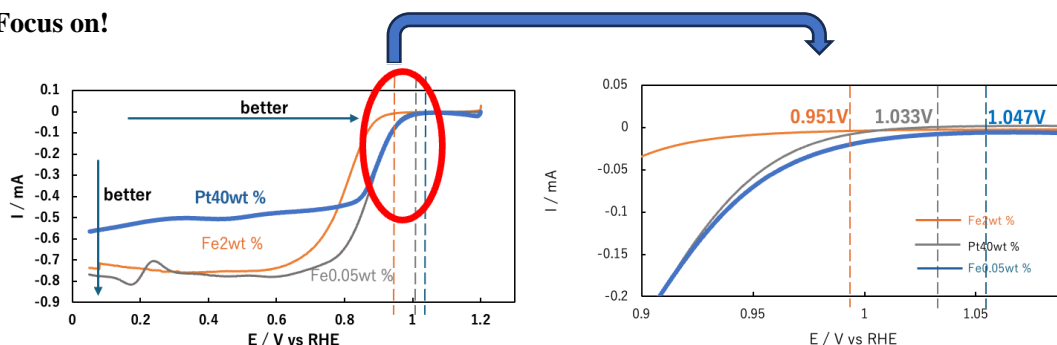 Focus on!
0.1
0
-0.1
-0.2
-0.3
-0.4
-0.5
-0.6
-0.7
-0.8
-0.9
I / mA
better
better
Pt40wt %
Fe2wt %
Fe0.05wt %
0
0.2
0.4
0.6
0.8
1
1.2
E / V vs RHE
0.05
0
-0.05
-0.1
-0.15
-0.2
I / mA
0.951V
1.033V
1.047V
Fe2wt %
Pt40wt %
Fe0.05wt %
0.9
0.95
1
1.05
E / V vs RHE